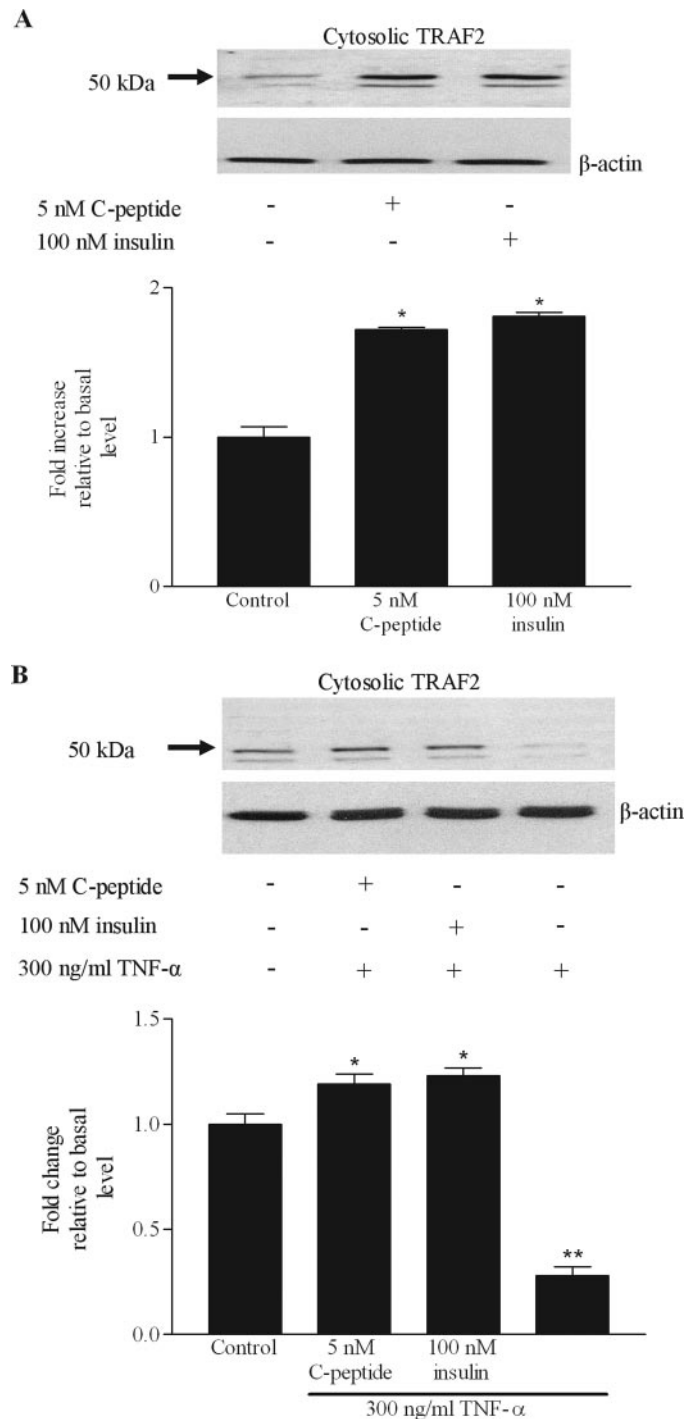 A
Cytosolic TRAF2
50 kDa
β-actin
5 nM C-peptide - + -
100 nM insulin - - +
2
*
*
Fold increase
relative to basal
level
1
0
Control
5 nM
C-peptide
100 nM
insulin
B
Cytosolic TRAF2
50 kDa
β-actin
5 nM C-peptide - + - -
100 nM insulin - - + -
300 ng/ml TNF-α - + + +
1.5
*
*
**
Fold change
relative to basal
level
1.0
0.5
0.0
Control
5 nM
C-peptide
100 nM
insulin
300 ng/ml TNF- α